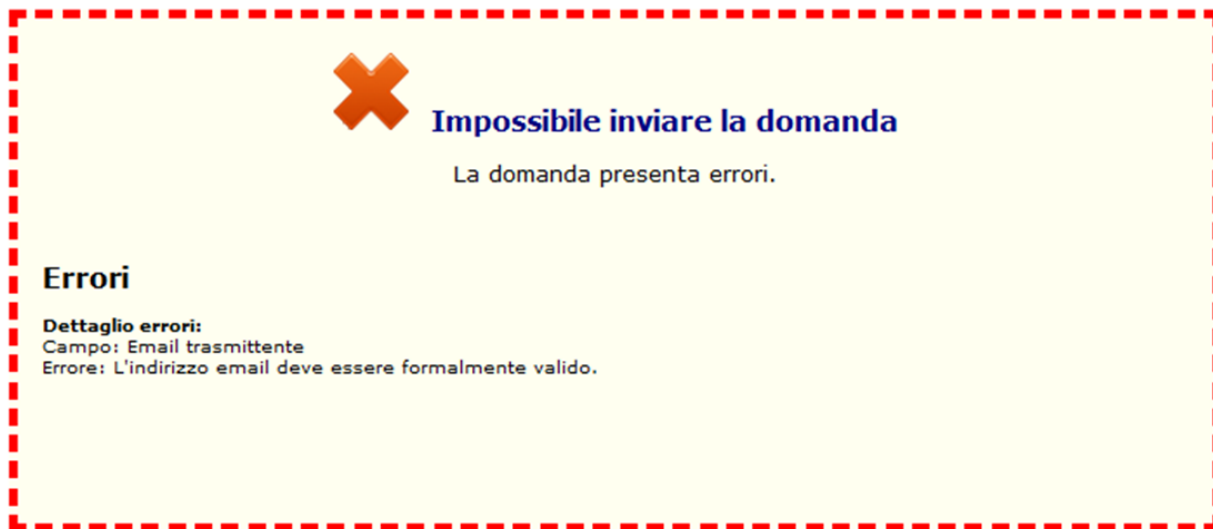 Impossibile inviare la domanda
La domanda presenta errori.
Errori
Dettaglio errori:
Campo: Email trasmittente
Errore: L'indirizzo email deve essere formalmente valido.